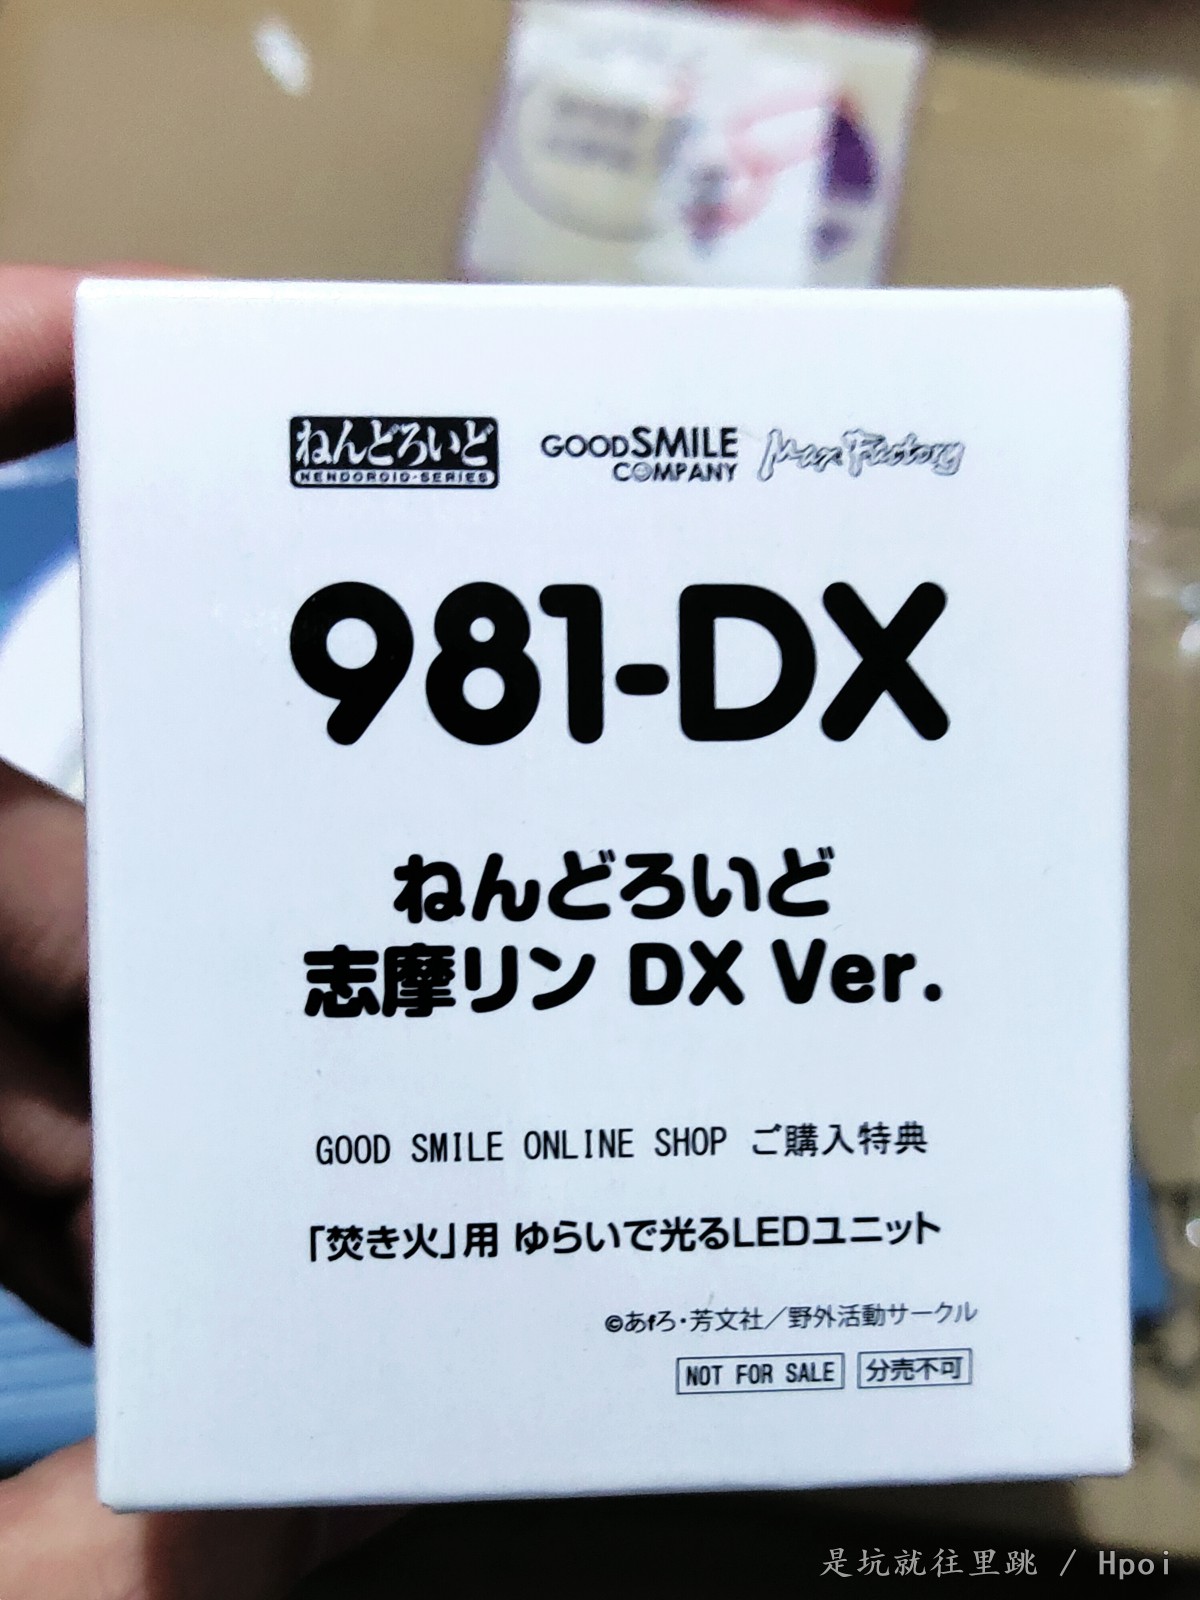 ねんどろいど
NENDOROID-SERIES
GOODSMILE
COMPANY
Max Factory
981-DX
ねんどろいど
志摩リン DX Ver.
GOOD SMILE ONLINE SHOP ご購入特典
「焚き火」用 ゆらいで光るLEDユニット
©あfろ・芳文社／野外活動サークル
NOT FOR SALE 分売不可
是坑就往里跳 / Hpoi